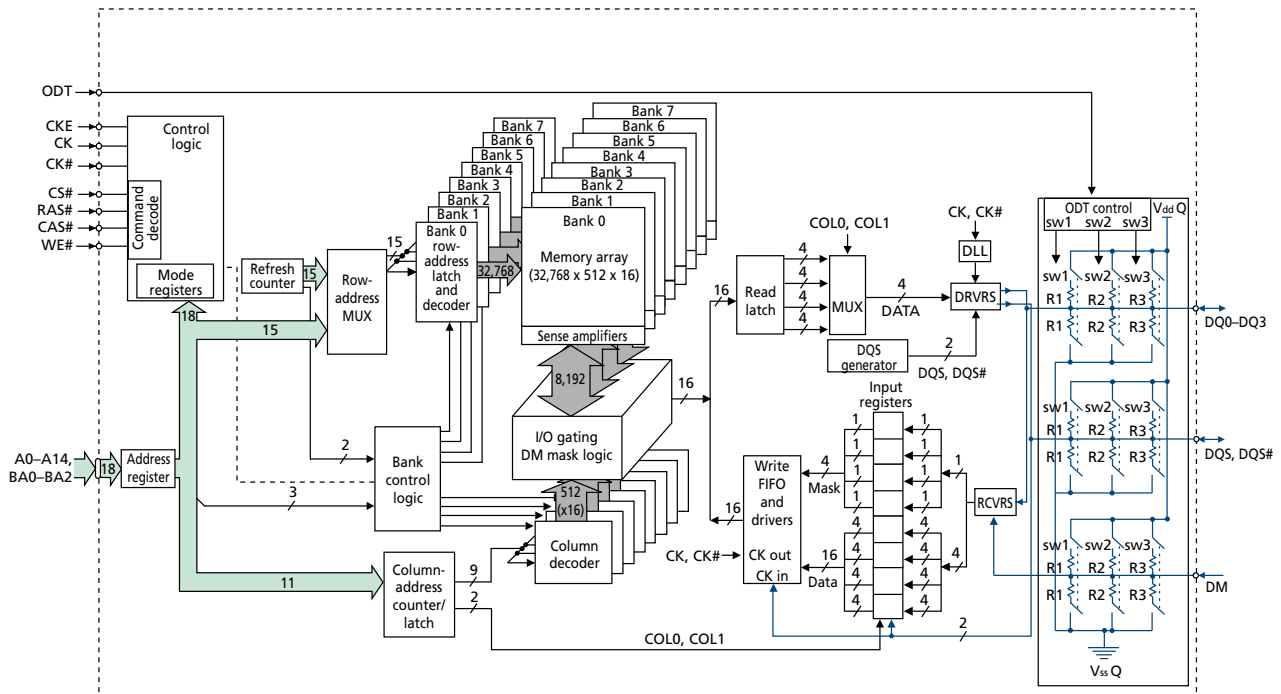 ODT
CKE
CK
CK#
CS#
RAS#
CAS#
WE#
Control
logic
Command
decode
Mode
registers
18
15
Refresh
counter
15
Row-
address
MUX
15
Bank 7
Bank 6
Bank 5
Bank 4
Bank 3
Bank 2
Bank 1
Bank 0
row-
address
latch
and
decoder
32,768
Bank 7
Bank 6
Bank 5
Bank 4
Bank 3
Bank 2
Bank 1
Bank 0
Memory array
(32,768 x 512 x 16)
Sense amplifiers
8,192
I/O gating
DM mask logic
16
512
(x16)
Column
decoder
A0–A14,
BA0–BA2
18
Address
register
2
3
Bank
control
logic
11
Column-
address
counter/
latch
9
2
COL0, COL1
16
Read
latch
4
4
4
4
COL0, COL1
MUX
4
DATA
CK, CK#
DLL
DRVRS
DQS
generator
2
DQS, DQS#
Input
registers
1
1
1
1
1
1
1
1
1
4
4
4
4
4
4
4
4
4
RCVRS
16
Write
FIFO
and
drivers
CK out
CK in
CK, CK#
4
Mask
16
Data
2
ODT control
sw1 sw2 sw3
VddQ
sw1 sw2 sw3
R1 R2 R3
R1 R2 R3
DQ0–DQ3
sw1 sw2 sw3
R1 R2 R3
R1 R2 R3
DQS, DQS#
sw1 sw2 sw3
R1 R2 R3
R1 R2 R3
DM
VssQ